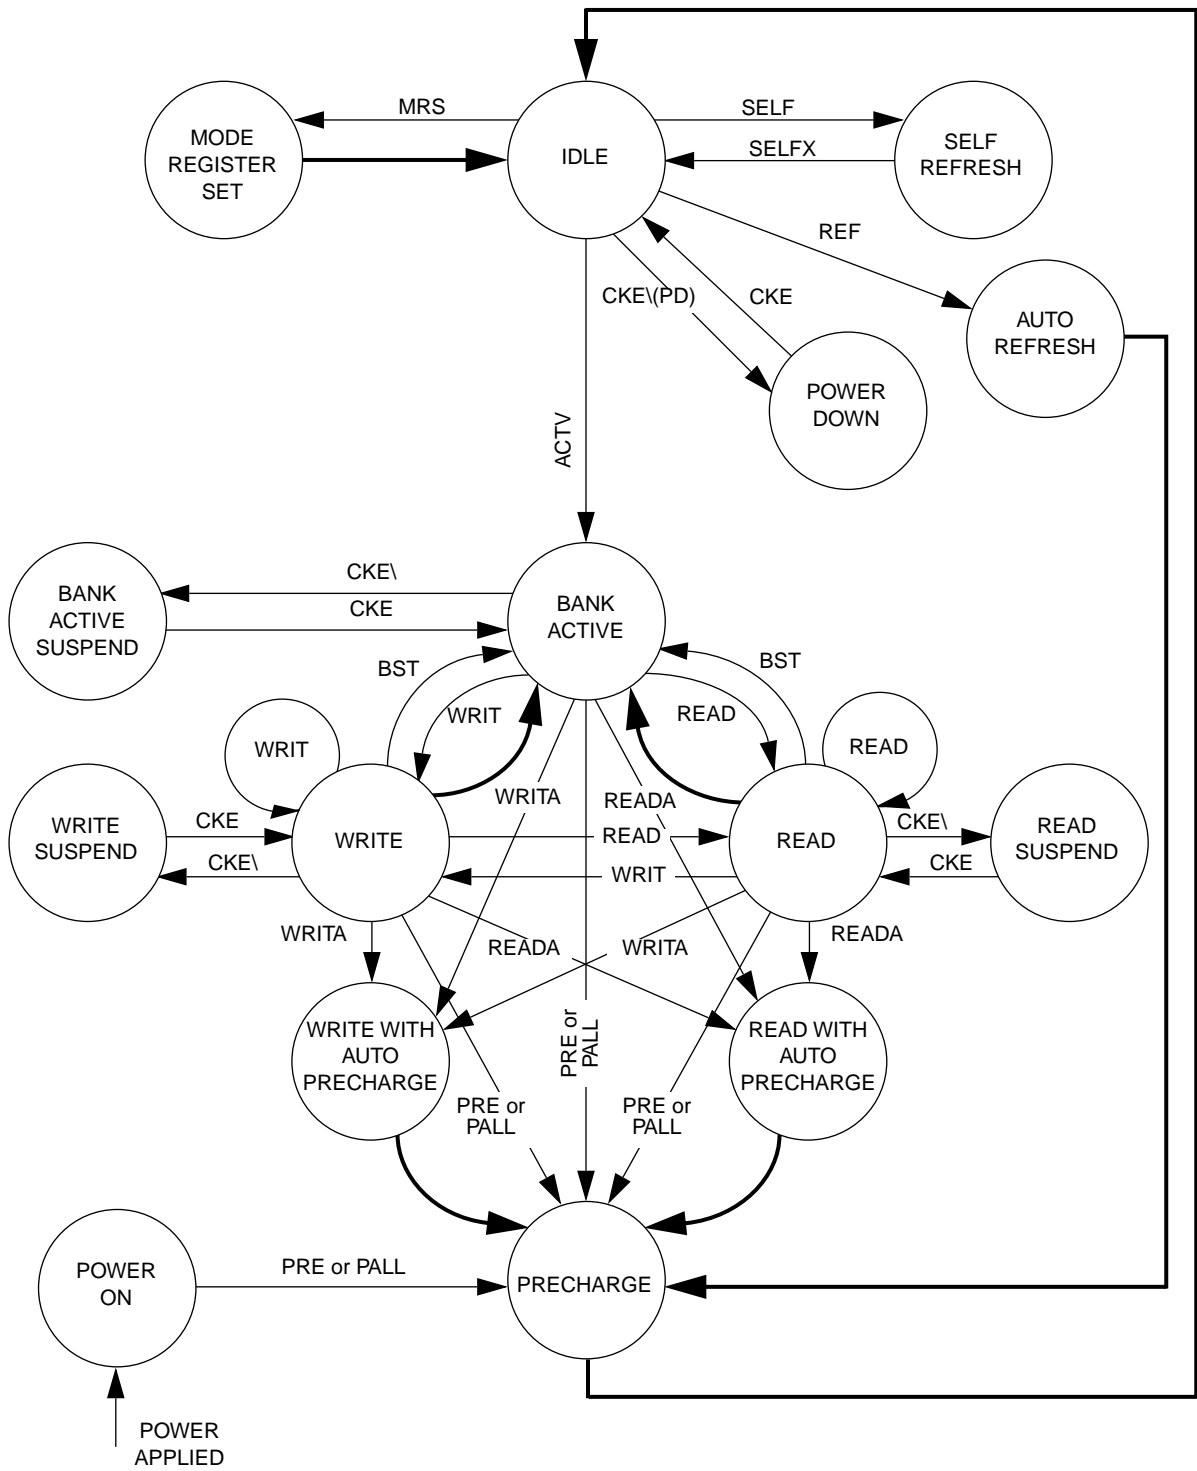 MRS
SELF
MODE
REGISTER
SET
IDLE
SELFX
SELF
REFRESH
REF
CKE\(PD)
CKE
AUTO
REFRESH
POWER
DOWN
ACTV
CKE\
BANK
ACTIVE
SUSPEND
CKE
BANK
ACTIVE
BST
BST
WRIT
READ
WRIT
READ
WRITA
READA
WRITE
SUSPEND
CKE
CKE\
WRITE
READ
WRIT
READ
CKE\
CKE
READ
SUSPEND
WRITA
READA
WRITA
READA
WRITE WITH
AUTO
PRECHARGE
PRE or
PALL
READ WITH
AUTO
PRECHARGE
PRE or
PALL
PRE or
PALL
POWER
ON
PRE or PALL
PRECHARGE
POWER
APPLIED